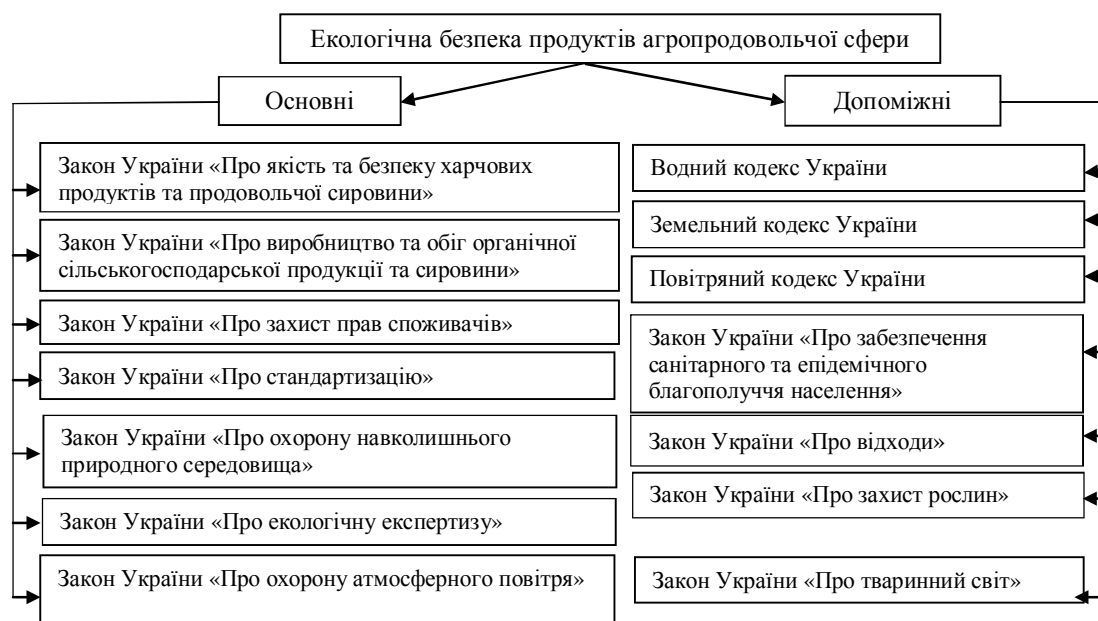 Екологічна безпека продуктів агропродовольчої сфери
Основні
Допоміжні
Закон України «Про якість та безпеку харчових
продуктів та продовольчої сировини»
Закон України «Про виробництво та обіг органічної
сільськогосподарської продукції та сировини»
Закон України «Про захист прав споживачів»
Закон України «Про стандартизацію»
Закон України «Про охорону навколишнього
природного середовища»
Закон України «Про екологічну експертизу»
Закон України «Про охорону атмосферного повітря»
Водний кодекс України
Земельний кодекс України
Повітряний кодекс України
Закон України «Про забезпечення
санітарного та епідемічного
благополуччя населення»
Закон України «Про відходи»
Закон України «Про захист рослин»
Закон України «Про тваринний світ»